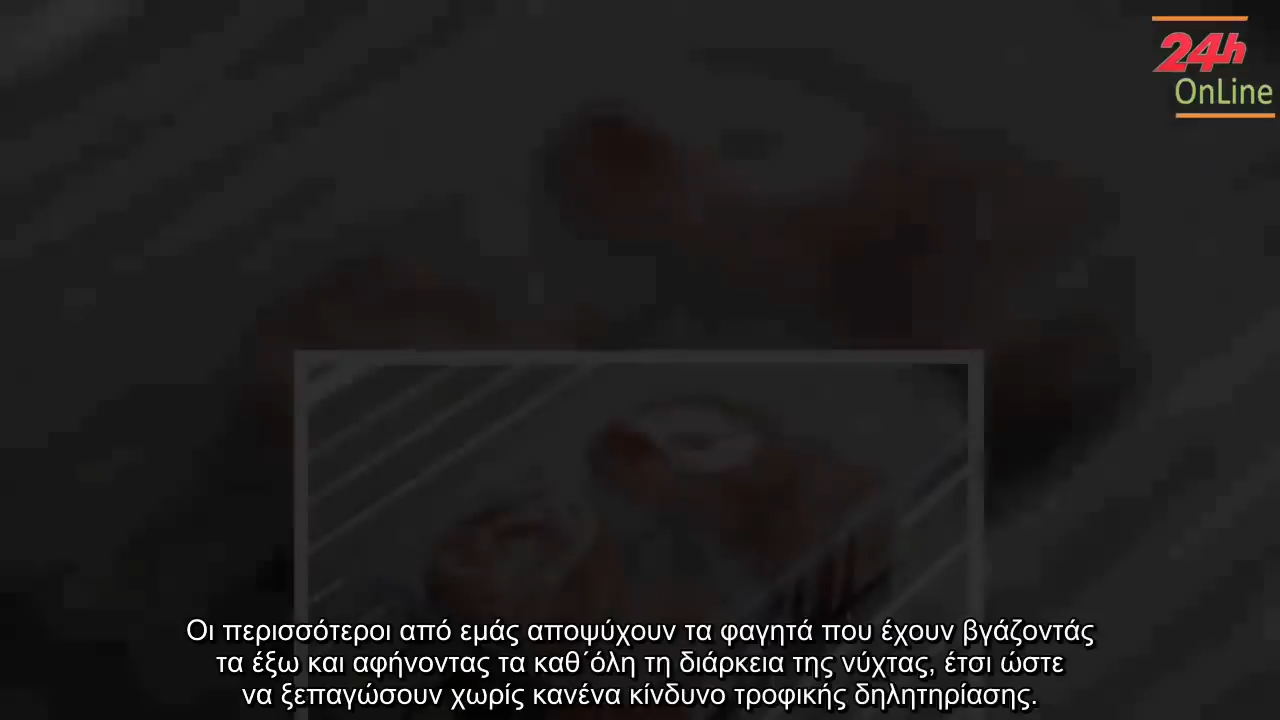 24h
OnLine
Οι περισσότεροι από εμάς αποψύχουν τα φαγητά που έχουν βγάζοντάς
τα έξω και αφήνοντας τα καθ΄όλη τη διάρκεια της νύχτας, έτσι ώστε
να ξεπαγώσουν χωρίς κανένα κίνδυνο τροφικής δηλητηρίασης.